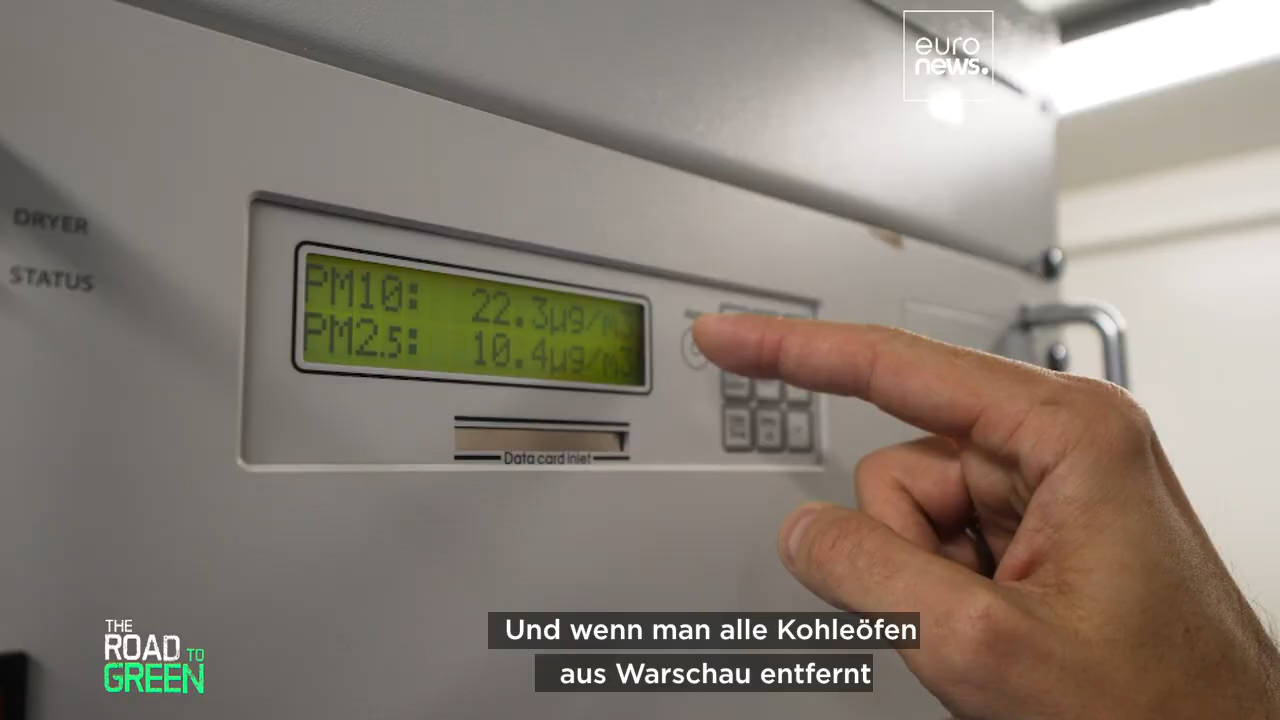 euro
news.
DRYER
STATUS
PM10: 22.3µg/m3
PM2.5: 10.4µg/m3
Data card inlet
THE
ROAD TO
GREEN
Und wenn man alle Kohleöfen
aus Warschau entfernt